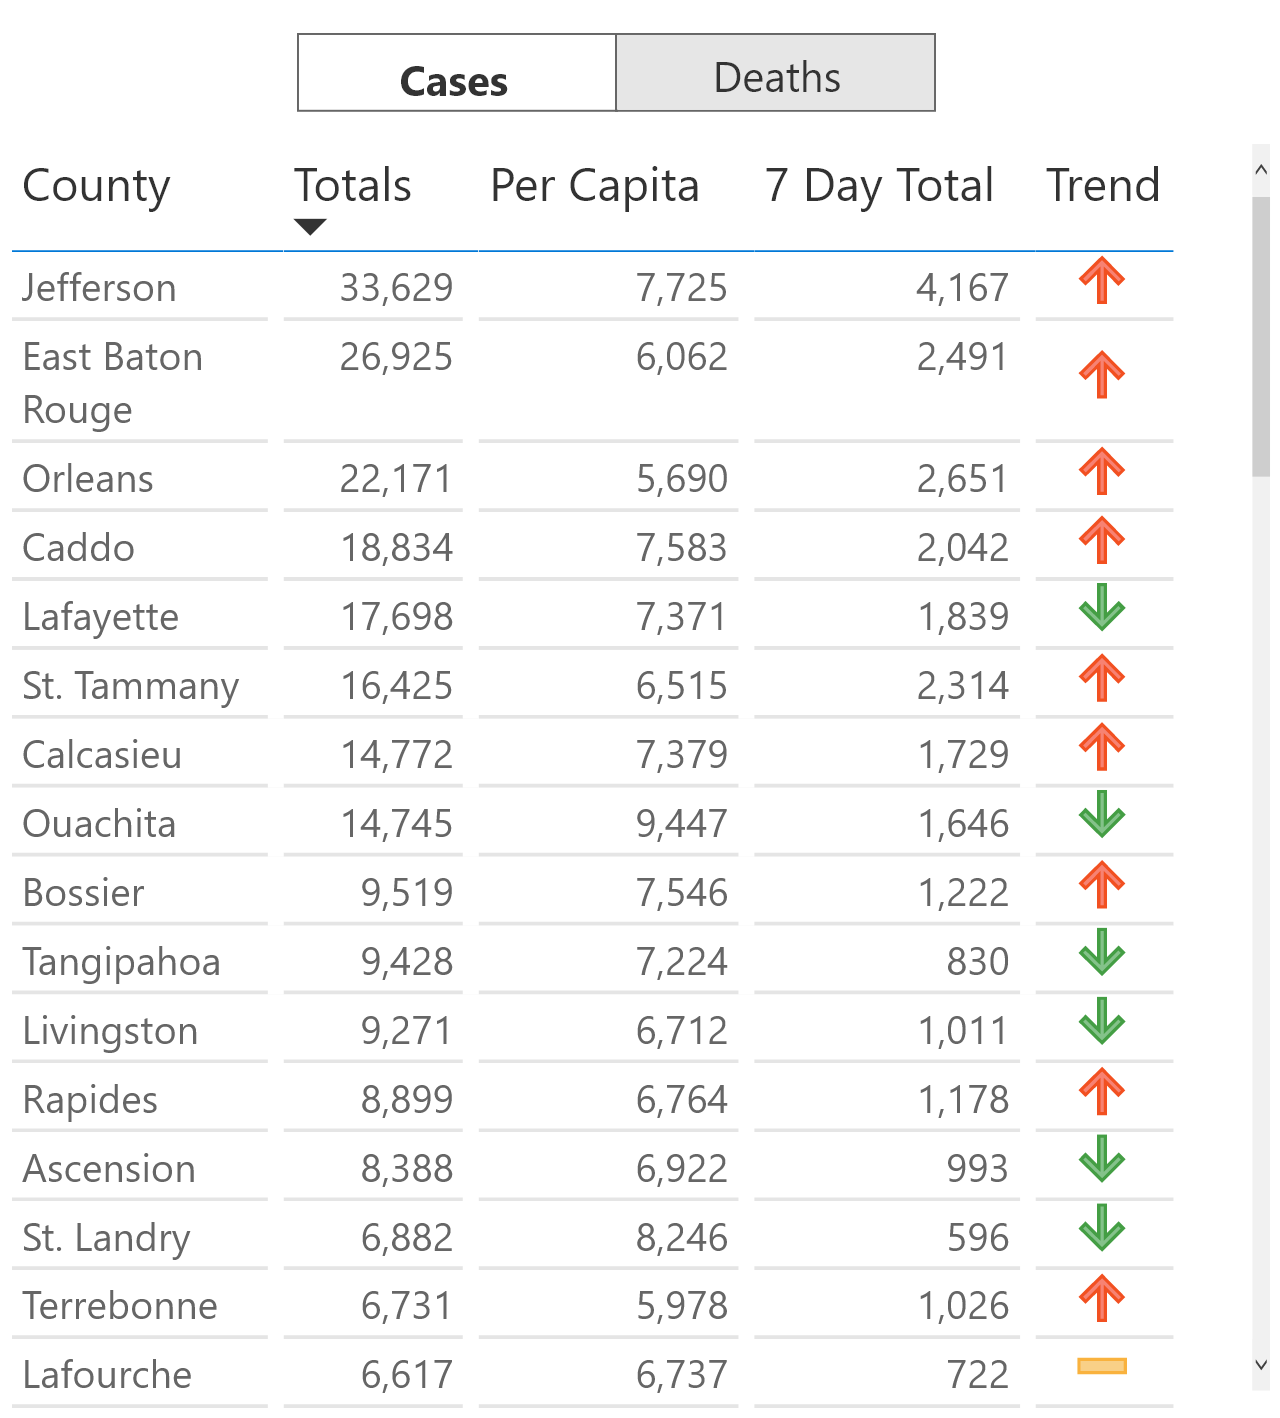 Cases Deaths
County Totals Per Capita 7 Day Total Trend
Jefferson 33,629 7,725 4,167
East Baton 26,925 6,062 2,491
Rouge
Orleans 22,171 5,690 2,651
Caddo 18,834 7,583 2,042
Lafayette 17,698 7,371 1,839
St. Tammany 16,425 6,515 2,314
Calcasieu 14,772 7,379 1,729
Ouachita 14,745 9,447 1,646
Bossier 9,519 7,546 1,222
Tangipahoa 9,428 7,224 830
Livingston 9,271 6,712 1,011
Rapides 8,899 6,764 1,178
Ascension 8,388 6,922 993
St. Landry 6,882 8,246 596
Terrebonne 6,731 5,978 1,026
Lafourche 6,617 6,737 722